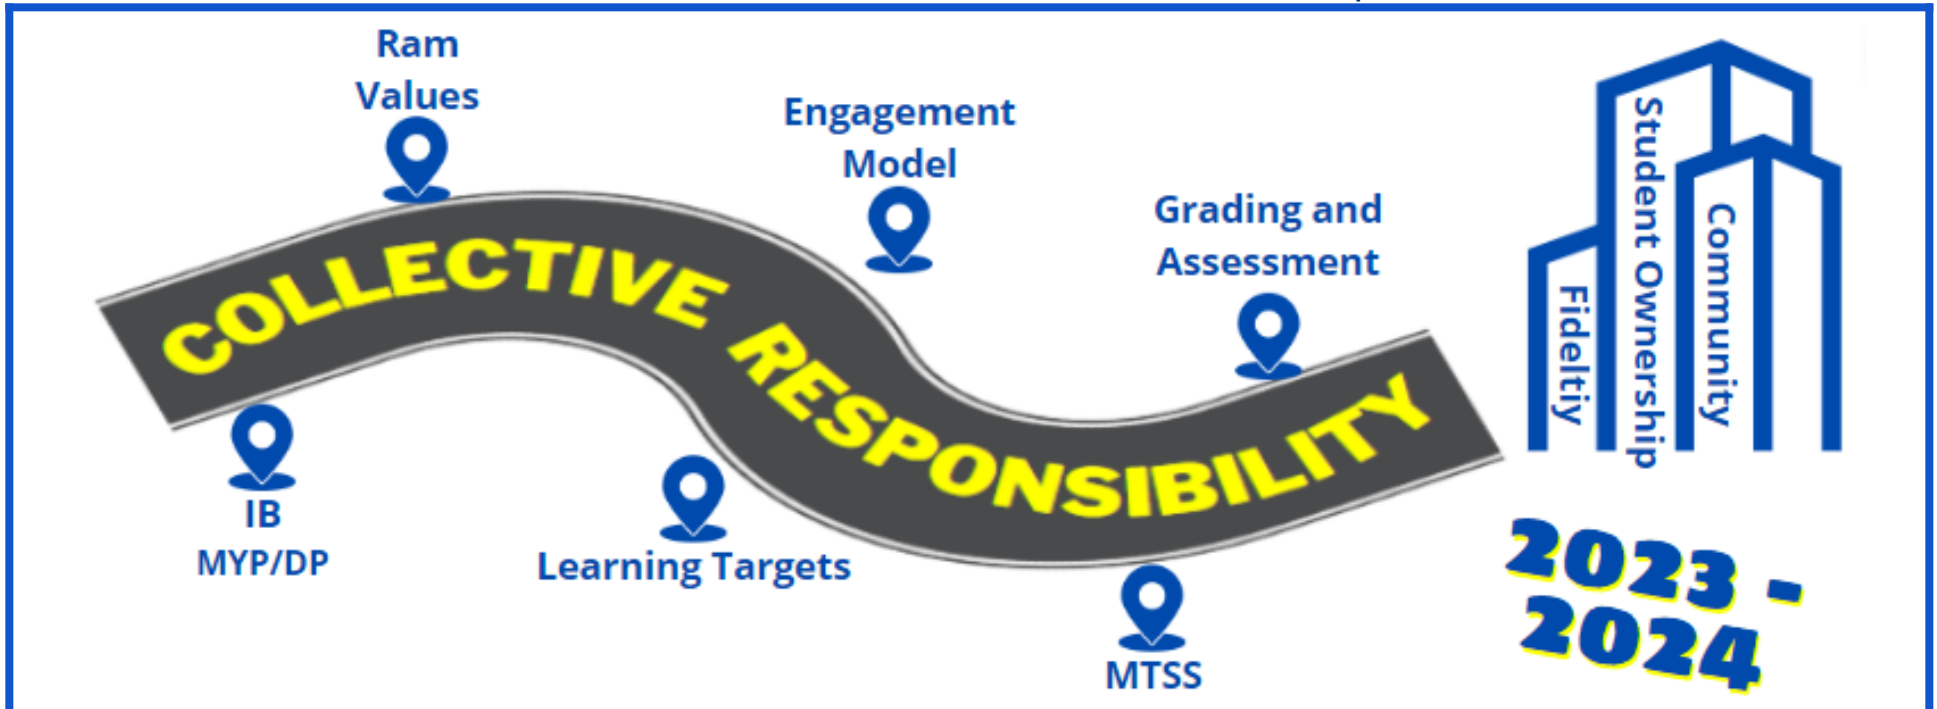 Ram
Values
Engagement
Model
Grading and
Assessment
COLLECTIVE RESPONSIBILITY
IB
MYP/DP
Learning Targets
MTSS
Fideltiy
Student Ownership
Community
2023 -
2024